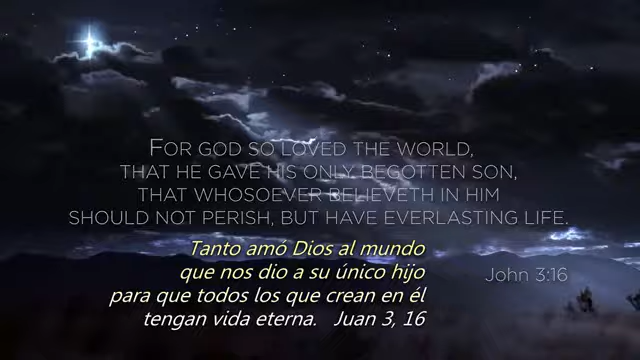 FOR GOD SO LOVED THE WORLD,
THAT HE GAVE HIS ONLY BEGOTTEN SON,
THAT WHOSOEVER BELIEVETH IN HIM
SHOULD NOT PERISH, BUT HAVE EVERLASTING LIFE.
John 3:16
Tanto amó Dios al mundo
que nos dio a su único hijo
para que todos los que crean en él
tengan vida eterna. Juan 3, 16